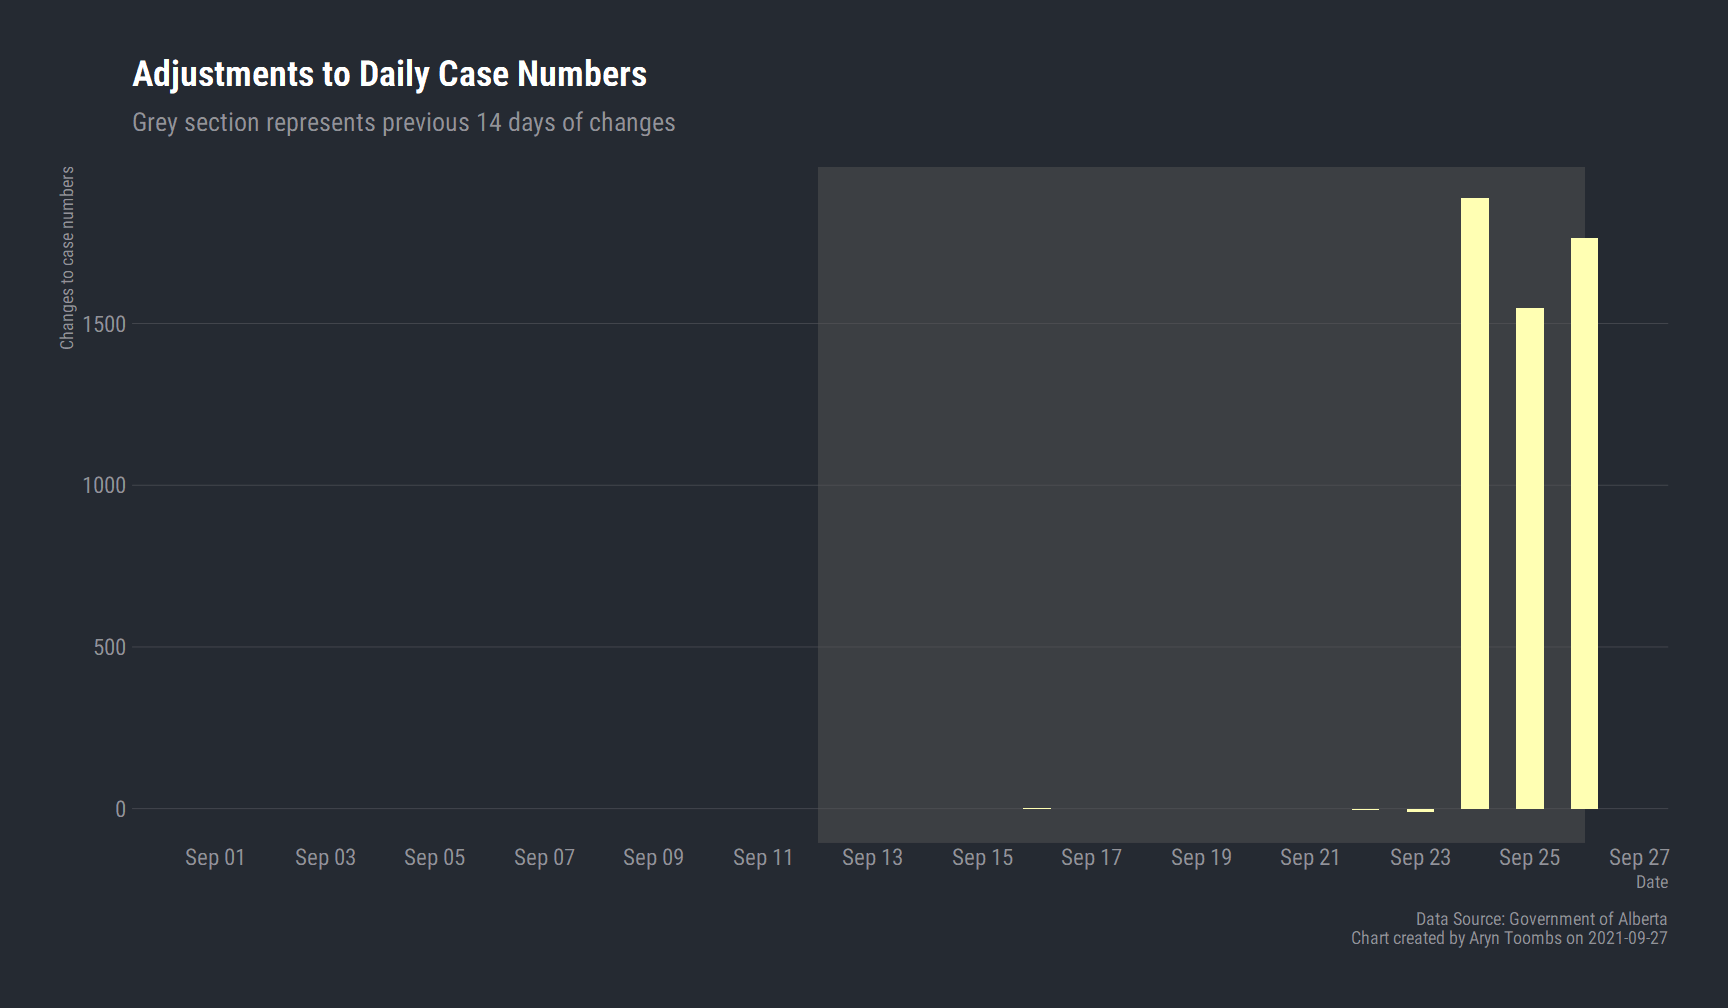 Adjustments to Daily Case Numbers
Grey section represents previous 14 days of changes
Changes to case numbers
1500
1000
500
0
Sep 01 Sep 03 Sep 05 Sep 07 Sep 09 Sep 11 Sep 13 Sep 15 Sep 17 Sep 19 Sep 21 Sep 23 Sep 25 Sep 27
Date
Data Source: Government of Alberta
Chart created by Aryn Toombs on 2021-09-27